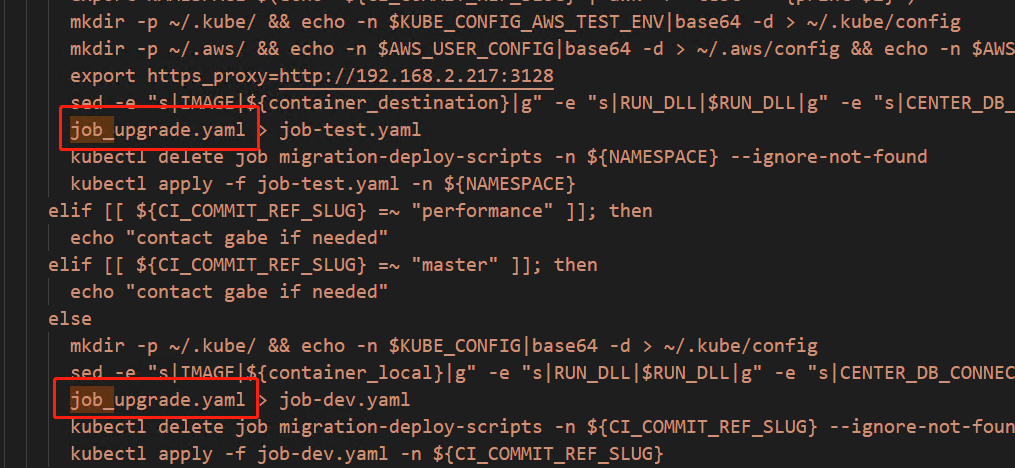 mkdir -p ~/.kube/ && echo -n $KUBE_CONFIG_AWS_TEST_ENV|base64 -d > ~/.kube/config
mkdir -p ~/.aws/ && echo -n $AWS_USER_CONFIG|base64 -d > ~/.aws/config && echo -n $AWS
export https_proxy=http://192.168.2.217:3128
sed -e "s|IMAGE|${container_destination}|g" -e "s|RUN_DLL|$RUN_DLL|g" -e "s|CENTER_DB_
job_upgrade.yaml > job-test.yaml
kubectl delete job migration-deploy-scripts -n ${NAMESPACE} --ignore-not-found
kubectl apply -f job-test.yaml -n ${NAMESPACE}
elif [[ ${CI_COMMIT_REF_SLUG} =~ "performance" ]]; then
echo "contact gabe if needed"
elif [[ ${CI_COMMIT_REF_SLUG} =~ "master" ]]; then
echo "contact gabe if needed"
else
mkdir -p ~/.kube/ && echo -n $KUBE_CONFIG|base64 -d > ~/.kube/config
sed -e "s|IMAGE|${container_local}|g" -e "s|RUN_DLL|$RUN_DLL|g" -e "s|CENTER_DB_CONNEC
job_upgrade.yaml > job-dev.yaml
kubectl delete job migration-deploy-scripts -n ${CI_COMMIT_REF_SLUG} --ignore-not-foun
kubectl apply -f job-dev.yaml -n ${CI_COMMIT_REF_SLUG}